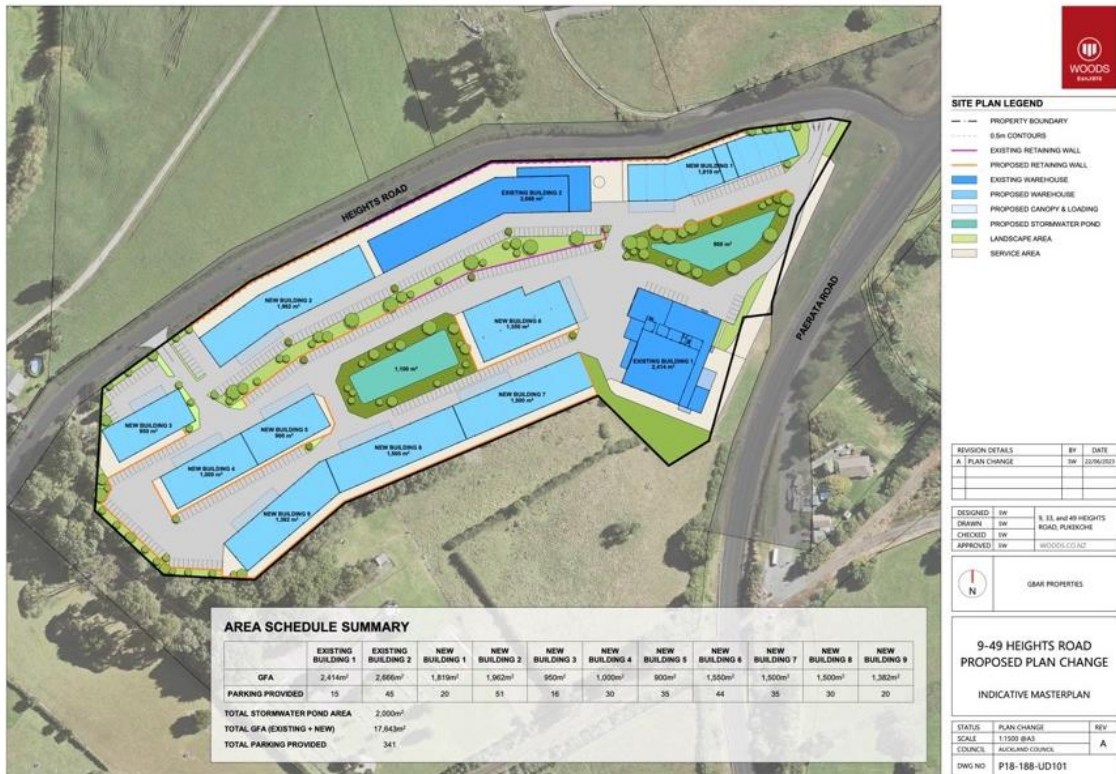 WOODS
Est.1970
SITE PLAN LEGEND
PROPERTY BOUNDARY
0.5m CONTOURS
EXISTING RETAINING WALL
PROPOSED RETAINING WALL
EXISTING WAREHOUSE
PROPOSED WAREHOUSE
PROPOSED CANOPY & LOADING
PROPOSED STORMWATER POND
LANDSCAPE AREA
SERVICE AREA
HEIGHTS ROAD
PAERATA ROAD
NEW BUILDING 1
1,819 m²
EXISTING BUILDING 2
2,666 m²
900 m²
NEW BUILDING 2
1,962 m²
NEW BUILDING 6
1,550 m²
EXISTING BUILDING 1
2,414 m²
1,100 m²
NEW BUILDING 7
1,500 m²
NEW BUILDING 3
950 m²
NEW BUILDING 5
900 m²
NEW BUILDING 8
1,500 m²
NEW BUILDING 4
1,000 m²
NEW BUILDING 9
1,382 m²
AREA SCHEDULE SUMMARY
EXISTING BUILDING 1 EXISTING BUILDING 2 NEW BUILDING 1 NEW BUILDING 2 NEW BUILDING 3 NEW BUILDING 4 NEW BUILDING 5 NEW BUILDING 6 NEW BUILDING 7 NEW BUILDING 8 NEW BUILDING 9
GFA 2,414m² 2,666m² 1,819m² 1,962m² 950m² 1,000m² 900m² 1,550m² 1,500m² 1,500m² 1,382m²
PARKING PROVIDED 15 45 20 51 16 30 35 44 35 30 20
TOTAL STORMWATER POND AREA 2,000m²
TOTAL GFA (EXISTING + NEW) 17,643m²
TOTAL PARKING PROVIDED 341
REVISION DETAILS BY DATE
A PLAN CHANGE SW 22/06/2023
DESIGNED SW
DRAWN SW
CHECKED SW
APPROVED SW
9, 33, and 49 HEIGHTS
ROAD, PUKEKOHE
WOODS.CO.NZ
N
GBAR PROPERTIES
9-49 HEIGHTS ROAD
PROPOSED PLAN CHANGE
INDICATIVE MASTERPLAN
STATUS PLAN CHANGE REV
SCALE 1:1500 @A3 A
COUNCIL AUCKLAND COUNCIL
DWG NO P18-188-UD101